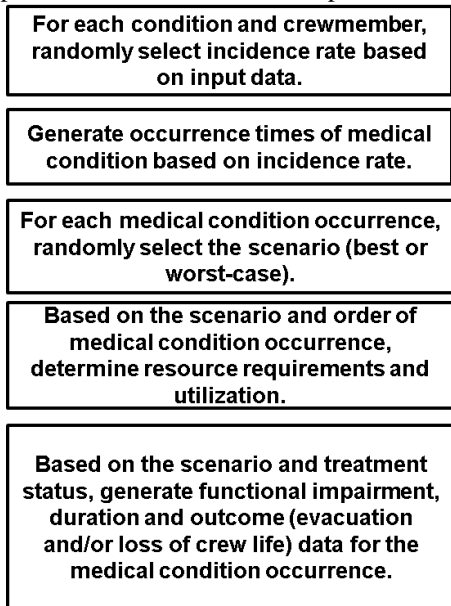 For each condition and crewmember,
randomly select incidence rate based
on input data.
Generate occurrence times of medical
condition based on incidence rate.
For each medical condition occurrence,
randomly select the scenario (best or
worst-case).
Based on the scenario and order of
medical condition occurrence,
determine resource requirements and
utilization.
Based on the scenario and treatment
status, generate functional impairment,
duration and outcome (evacuation
and/or loss of crew life) data for the
medical condition occurrence.